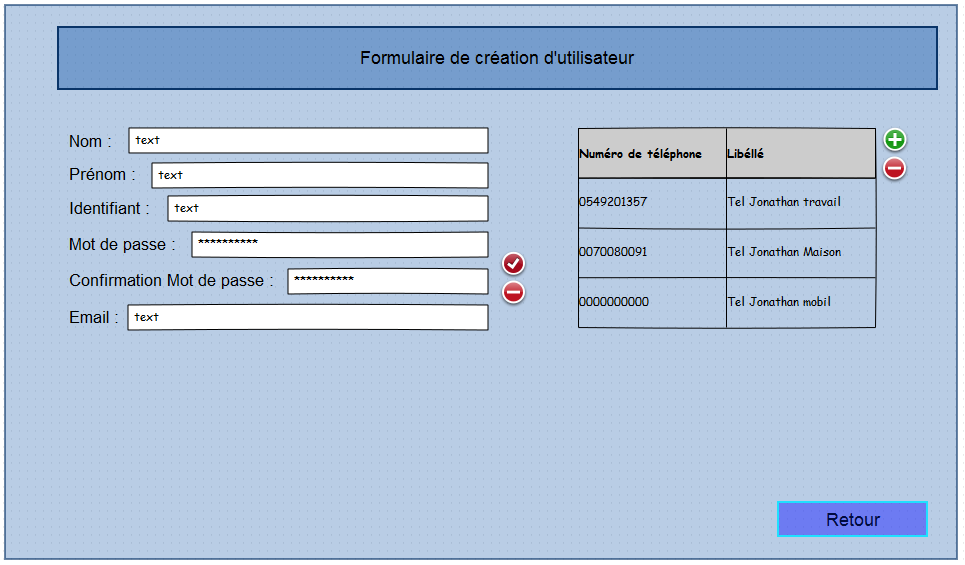 Formulaire de création d'utilisateur
Nom : text
Prénom : text
Identifiant : text
Mot de passe : **********
Confirmation Mot de passe : **********
Email : text
Numéro de téléphone Libéllé
0549201357 Tel Jonathan travail
0070080091 Tel Jonathan Maison
0000000000 Tel Jonathan mobil
Retour